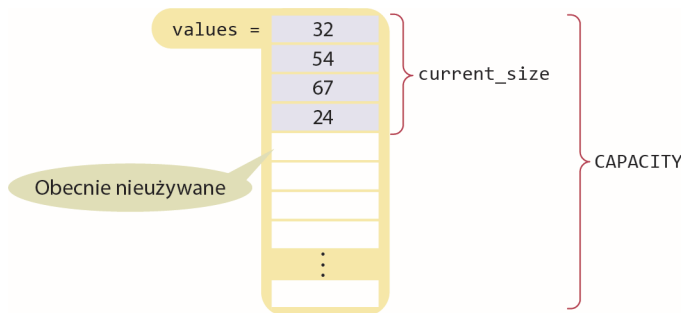 values =
32
54
67
24
current_size
CAPACITY
Obecnie nieużywane